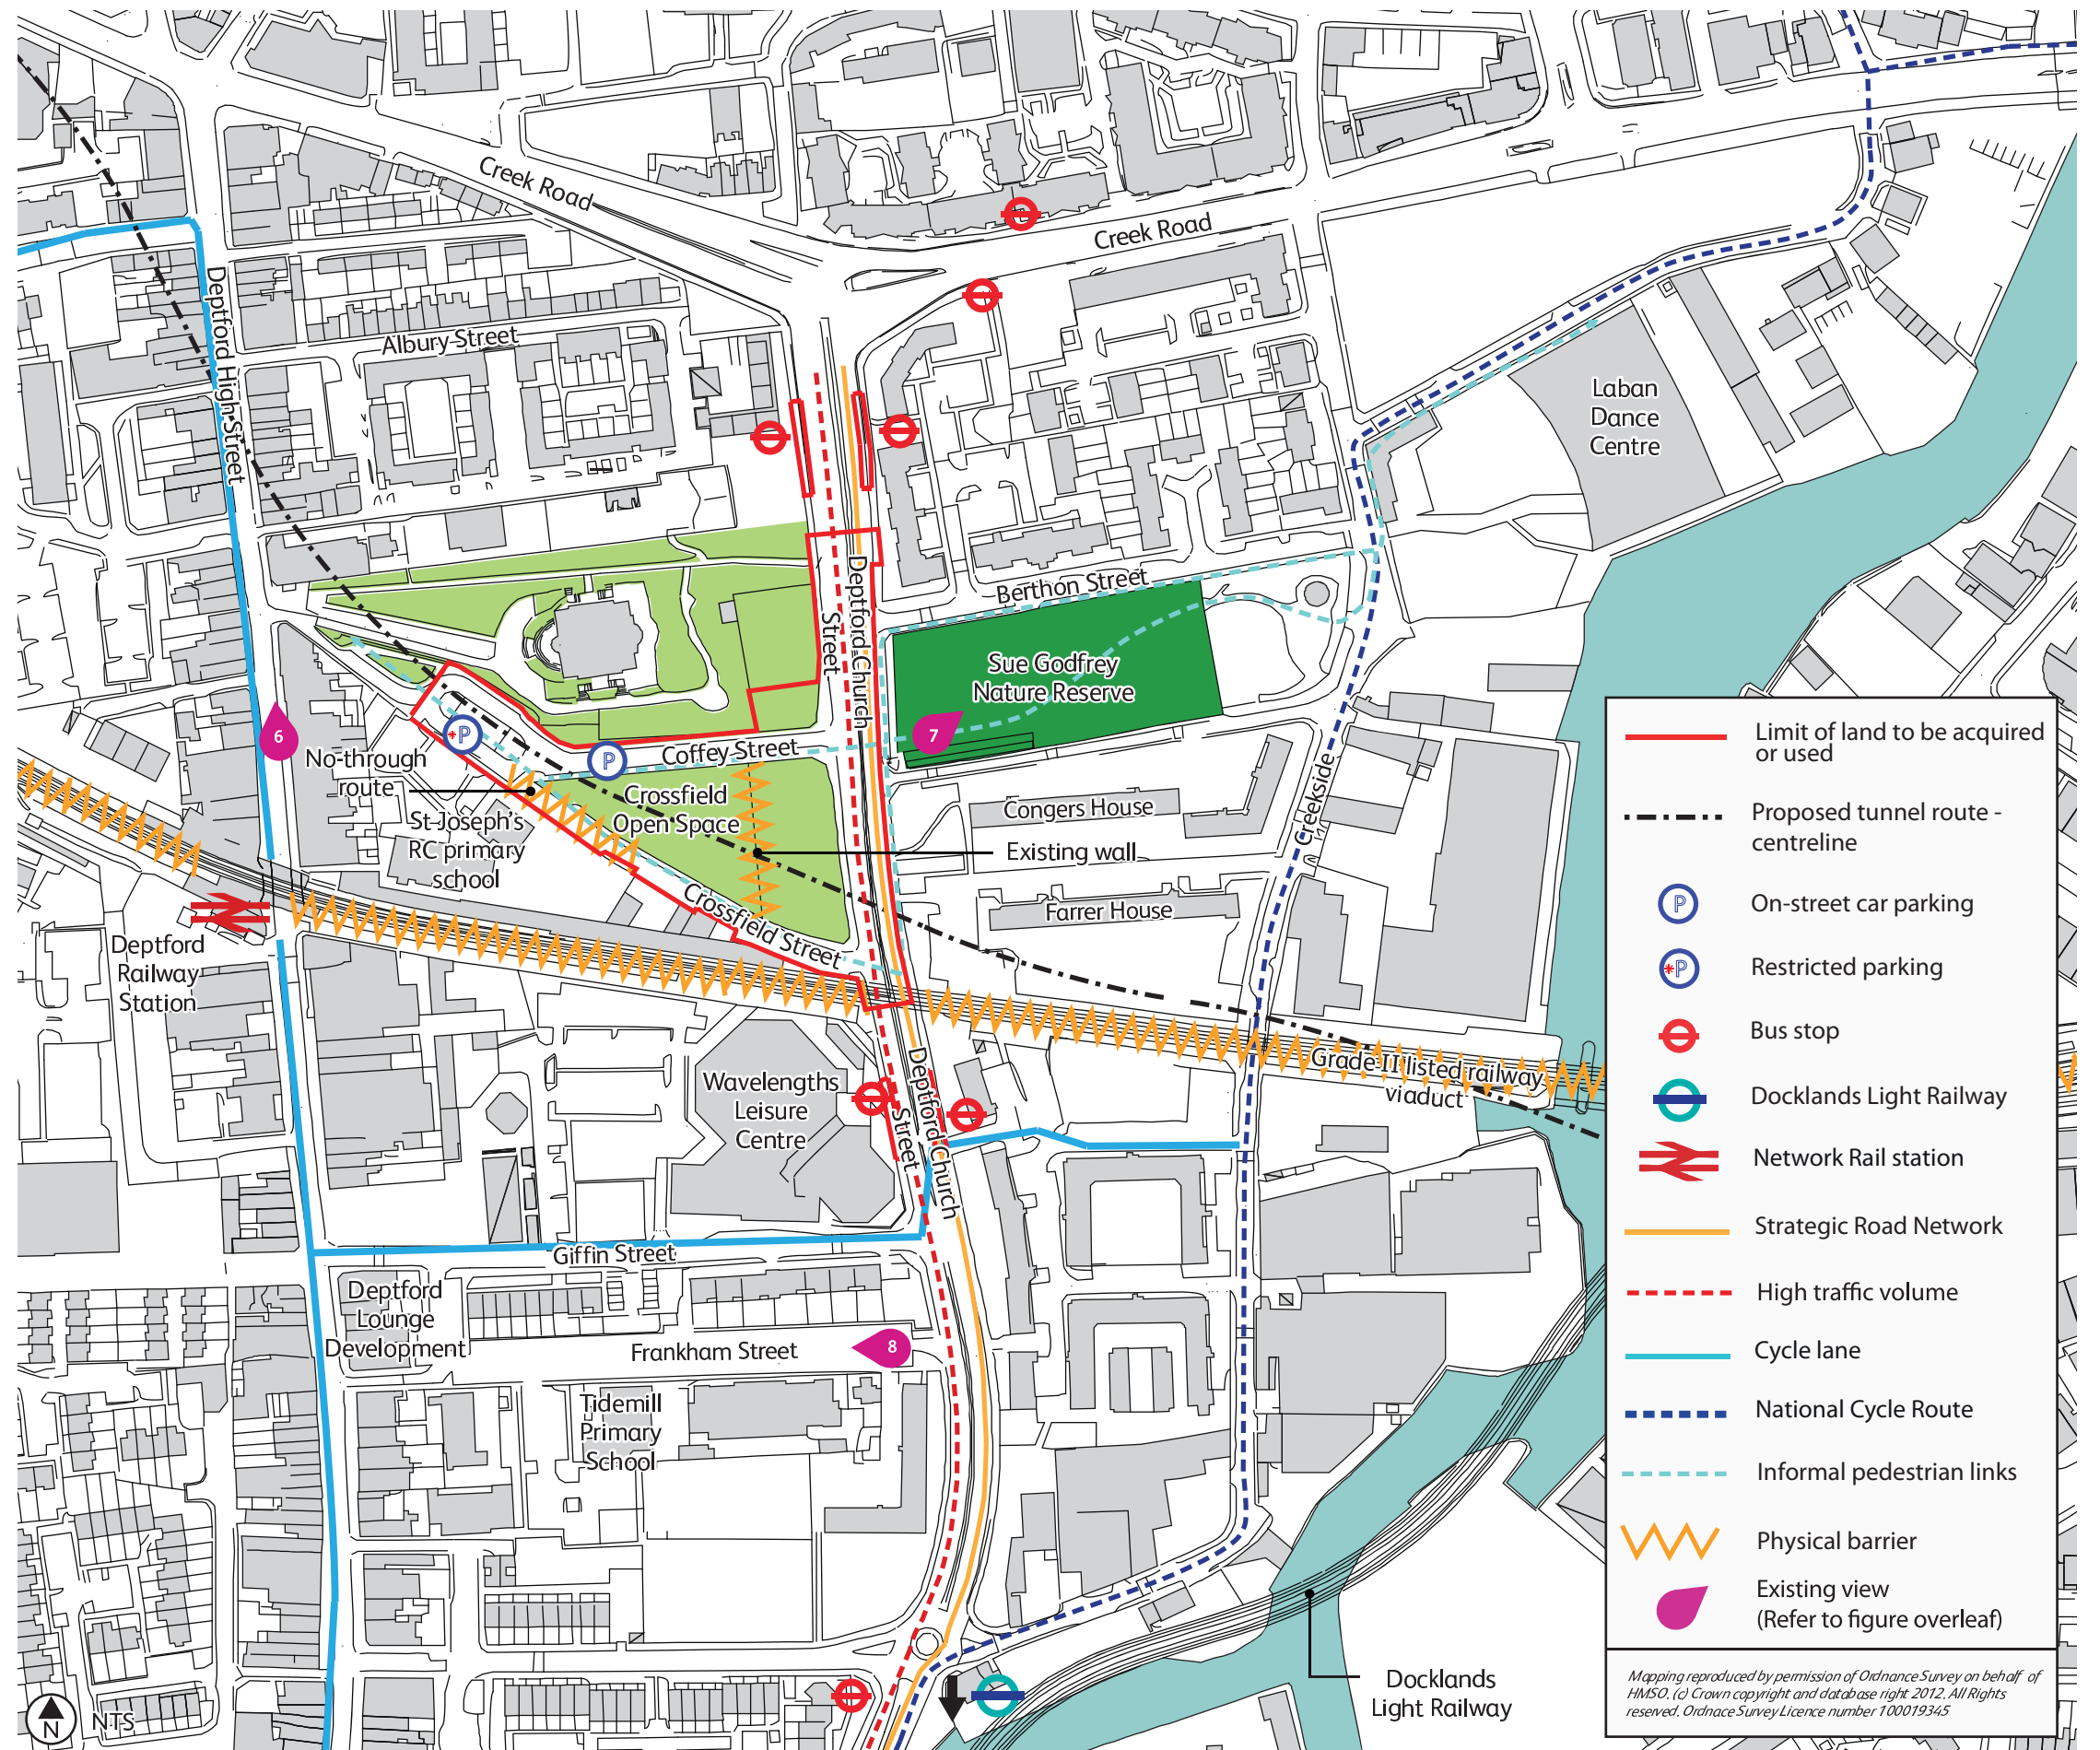 Creek Road
Creek Road
Deptford High Street
Albury Street
Laban
Dance
Centre
Deptford Church
Street
Berthon Street
Sue Godfrey
Nature Reserve
6
7
P
P
No-through
route
Coffey Street
Crossfield
Open Space
St Joseph's
RC primary
school
Congers House
Creekside
Existing wall
Crossfield Street
Farrer House
Deptford
Railway
Station
Grade II listed railway
viaduct
Wavelengths
Leisure
Centre
Deptford Church
Street
Giffin Street
Deptford
Lounge
Development
Frankham Street
8
Tidemill
Primary
School
Docklands
Light Railway
N
NTS
Limit of land to be acquired
or used
Proposed tunnel route -
centreline
P
On-street car parking
*P
Restricted parking
Bus stop
Docklands Light Railway
Network Rail station
Strategic Road Network
High traffic volume
Cycle lane
National Cycle Route
Informal pedestrian links
Physical barrier
Existing view
(Refer to figure overleaf)
Mapping reproduced by permission of Ordnance Survey on behalf of
HMSO. (c) Crown copyright and database right 2012. All Rights
reserved. Ordnace Survey Licence number 100019345